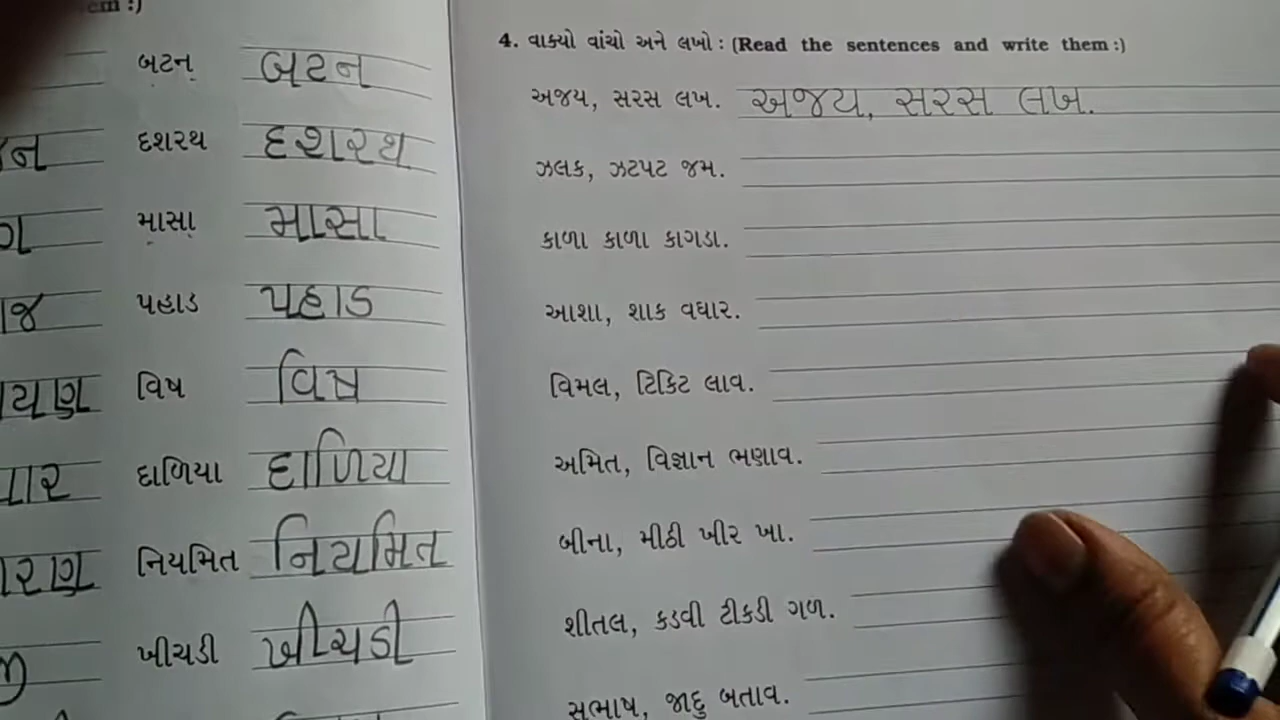 em :)
બટન બટન
દશરથ દશરથ
માસા માસા
પહાડ પહાડ
વિષ વિષ
દાળિયા દાળિયા
નિયમિત નિયમિત
ખીચડી ખીચડી
4. વાક્યો વાંચો અને લખો : (Read the sentences and write them :)
અજય, સરસ લખ. અજય, સરસ લખ.
ઝલક, ઝટપટ જમ.
કાળા કાળા કાગડા.
આશા, શાક વઘાર.
વિમલ, ટિકિટ લાવ.
અમિત, વિજ્ઞાન ભણાવ.
બીના, મીઠી ખીર ખા.
શીતલ, કડવી ટીકડી ગળ.
સુભાષ, જાદુ બતાવ.